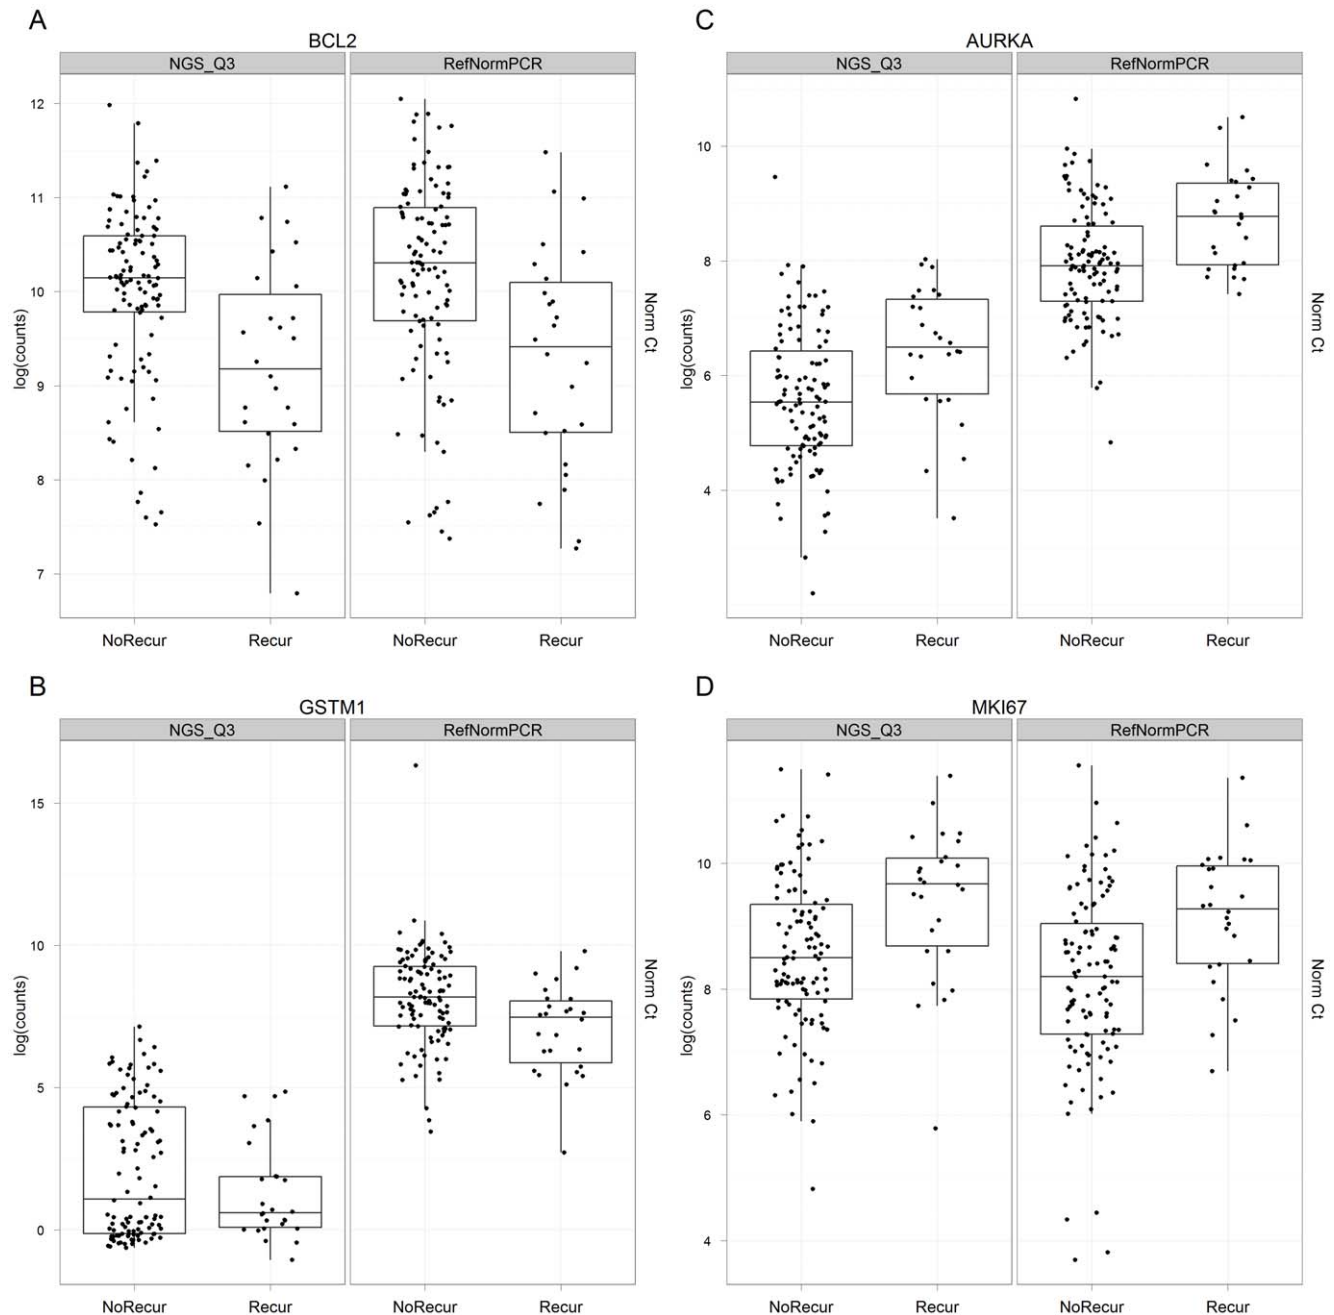 A
BCL2
NGS_Q3
RefNormPCR
12
11
10
9
8
7
log(counts)
Norm Ct
NoRecur
Recur
NoRecur
Recur
C
AURKA
NGS_Q3
RefNormPCR
10
8
6
4
log(counts)
Norm Ct
NoRecur
Recur
NoRecur
Recur
B
GSTM1
NGS_Q3
RefNormPCR
15
10
5
0
log(counts)
Norm Ct
NoRecur
Recur
NoRecur
Recur
D
MKI67
NGS_Q3
RefNormPCR
10
8
6
4
log(counts)
Norm Ct
NoRecur
Recur
NoRecur
Recur